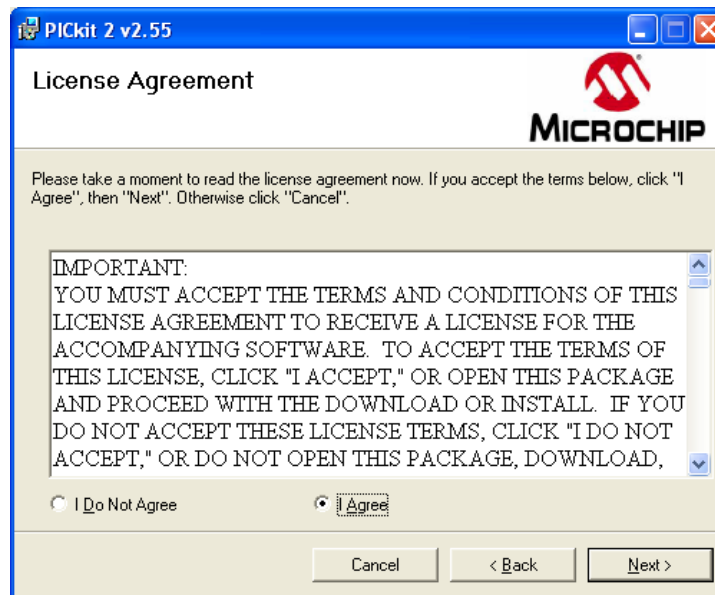 PICkit 2 v2.55
License Agreement
MICROCHIP
Please take a moment to read the license agreement now. If you accept the terms below, click "I
Agree", then "Next". Otherwise click "Cancel".
IMPORTANT:
YOU MUST ACCEPT THE TERMS AND CONDITIONS OF THIS
LICENSE AGREEMENT TO RECEIVE A LICENSE FOR THE
ACCOMPANYING SOFTWARE.  TO ACCEPT THE TERMS OF
THIS LICENSE, CLICK "I ACCEPT," OR OPEN THIS PACKAGE
AND PROCEED WITH THE DOWNLOAD OR INSTALL.  IF YOU
DO NOT ACCEPT THESE LICENSE TERMS, CLICK "I DO NOT
ACCEPT," OR DO NOT OPEN THIS PACKAGE, DOWNLOAD,
I Do Not Agree
I Agree
Cancel
< Back
Next >